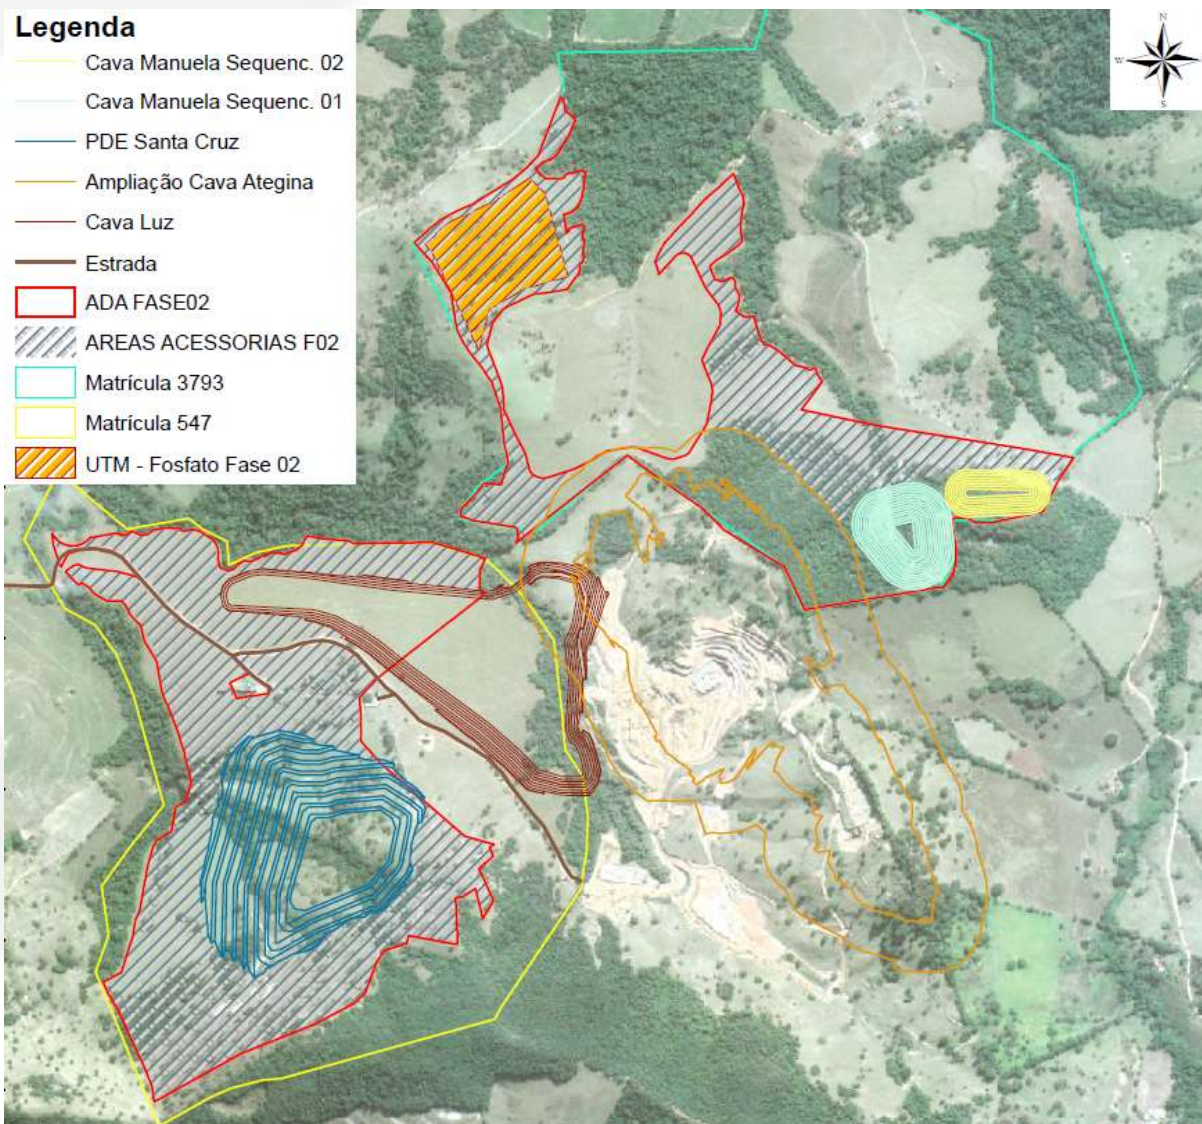 Legenda
Cava Manuela Sequenc. 02
Cava Manuela Sequenc. 01
PDE Santa Cruz
Ampliação Cava Ategina
Cava Luz
Estrada
ADA FASE02
AREAS ACESSORIAS F02
Matrícula 3793
Matrícula 547
UTM - Fosfato Fase 02
N
W
S